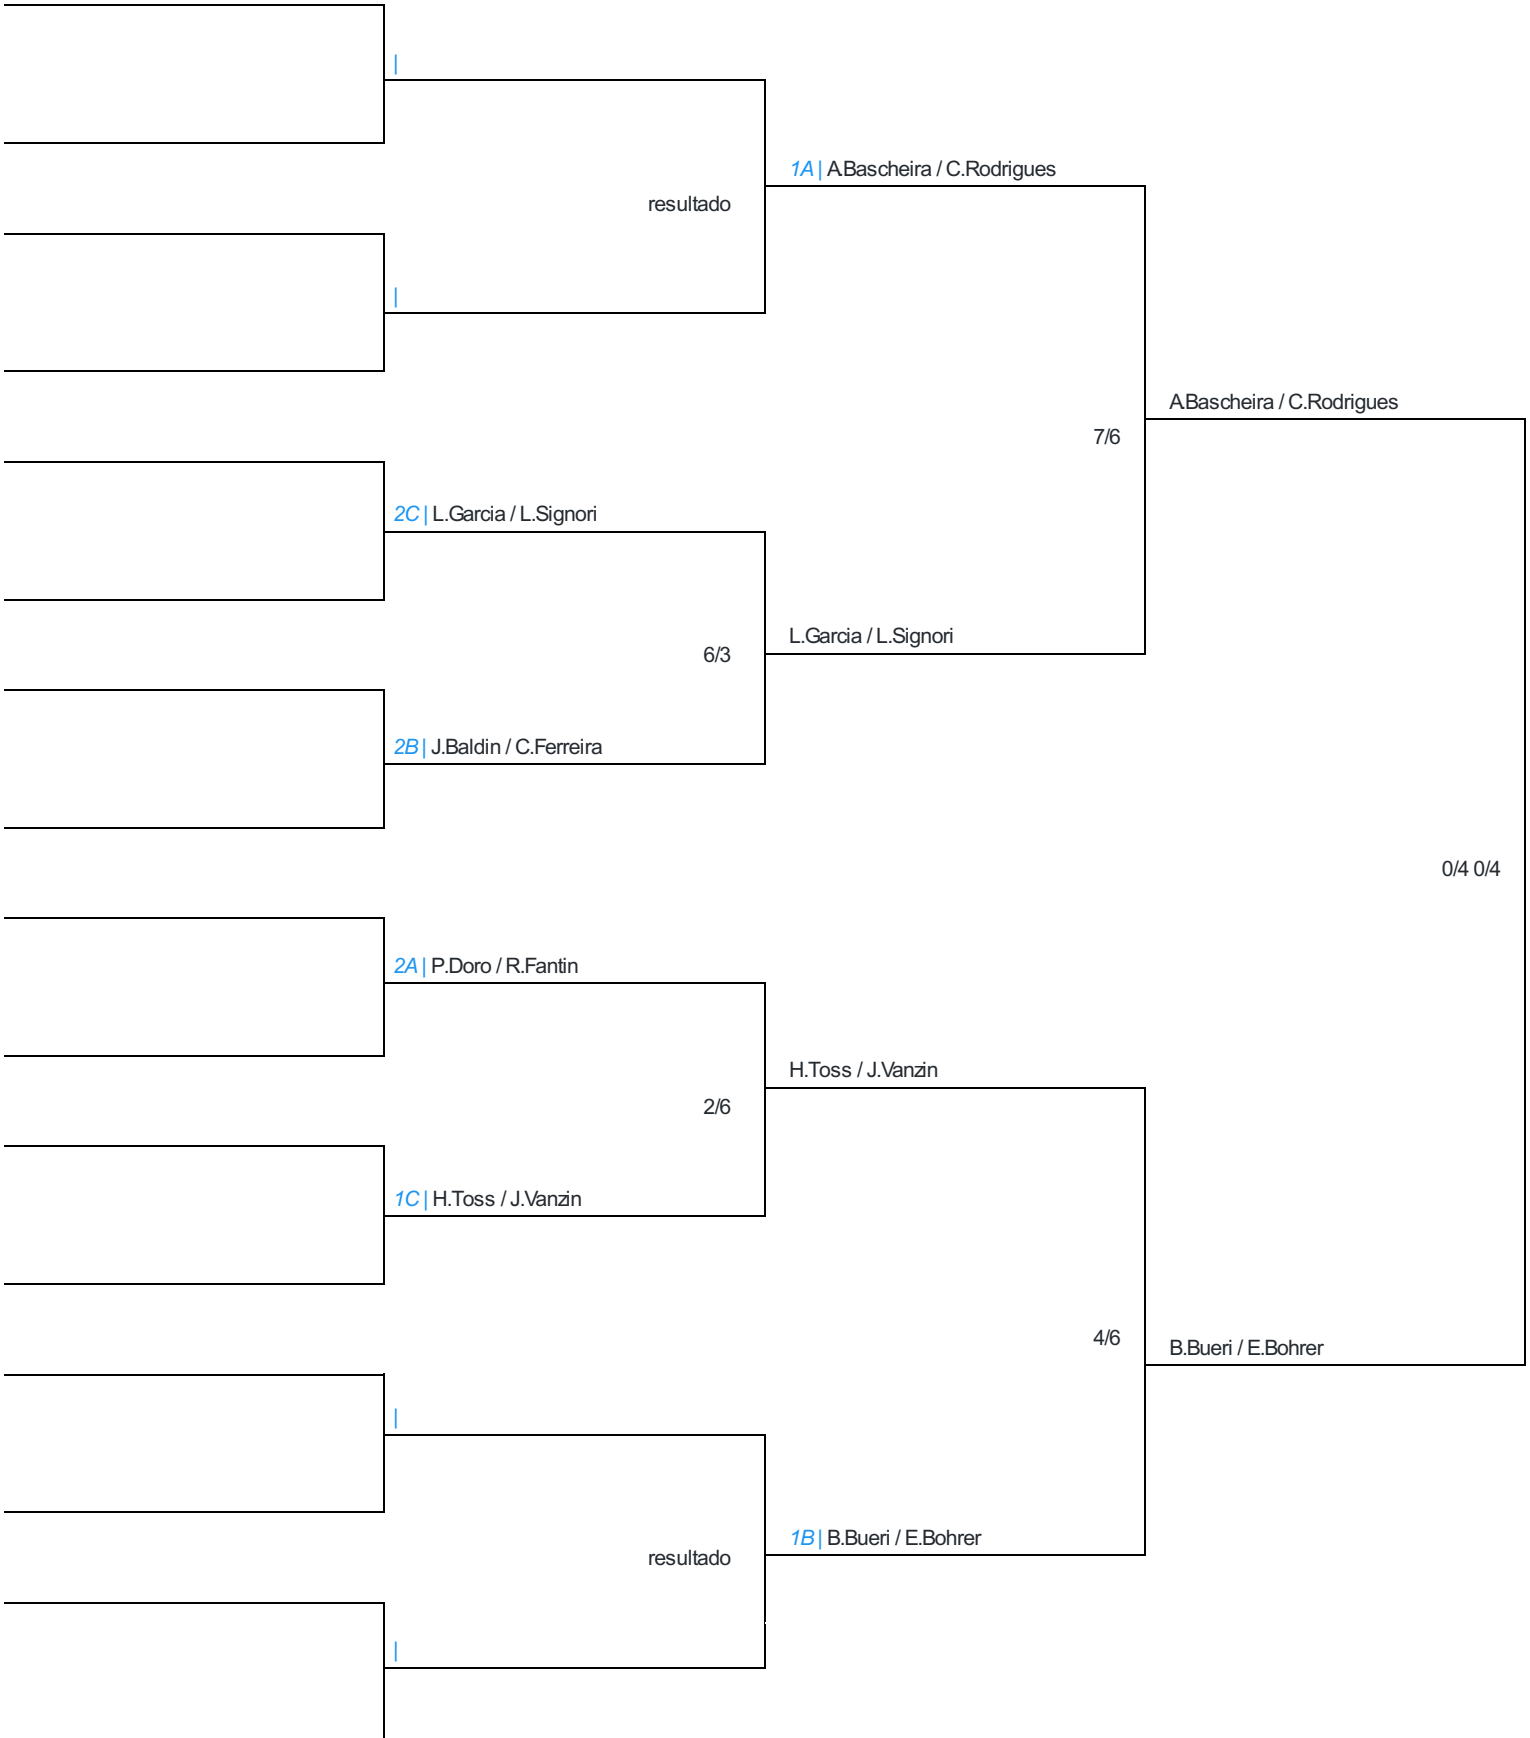 |
1A | A.Bascheira / C.Rodrigues
resultado
|
A.Bascheira / C.Rodrigues
7/6
2C | L.Garcia / L.Signori
L.Garcia / L.Signori
6/3
2B | J.Baldin / C.Ferreira
0/4 0/4
2A | P.Doro / R.Fantin
H.Toss / J.Vanzin
2/6
1C | H.Toss / J.Vanzin
4/6
B.Bueri / E.Bohrer
|
1B | B.Bueri / E.Bohrer
resultado
|